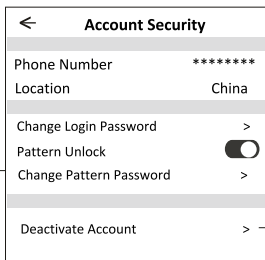 Account Security
Phone Number ********
Location China
Change Login Password >
Pattern Unlock
Change Pattern Password >
Deactivate Account >